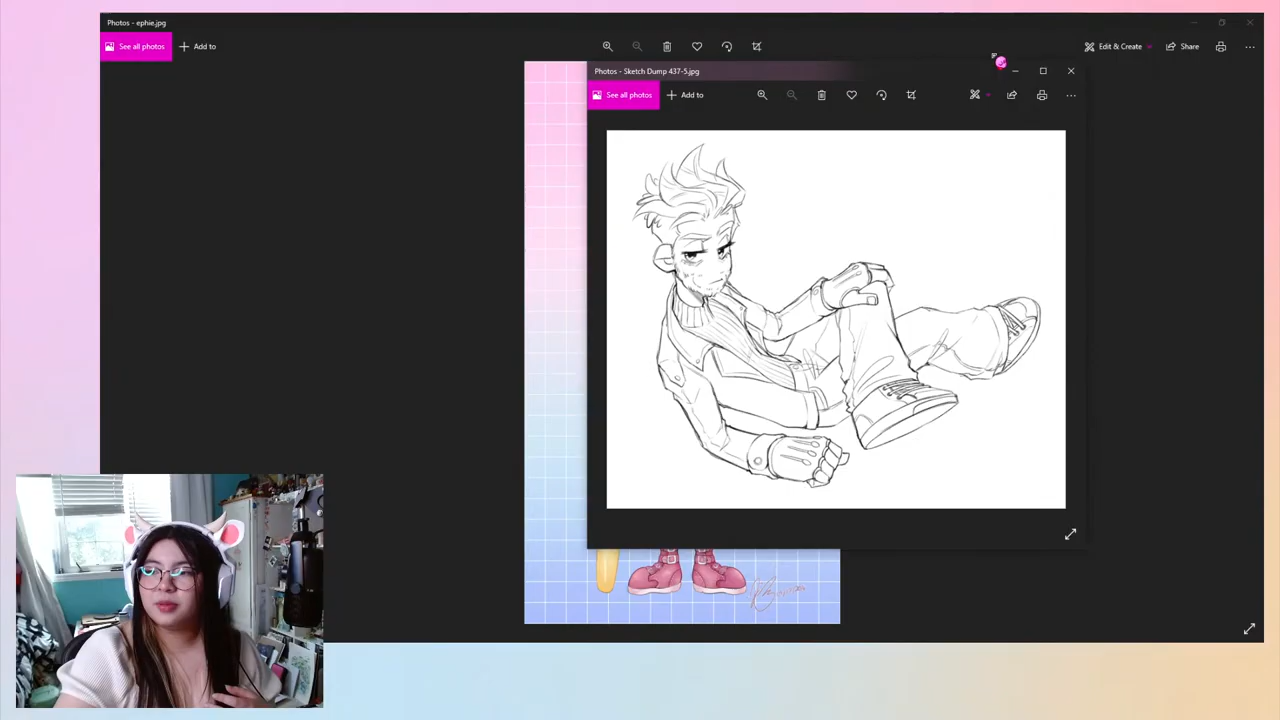 Photos - ephie.jpg
See all photos
Add to
Edit & Create
Share
Photos - Sketch Dump 437-5.jpg
See all photos
Add to